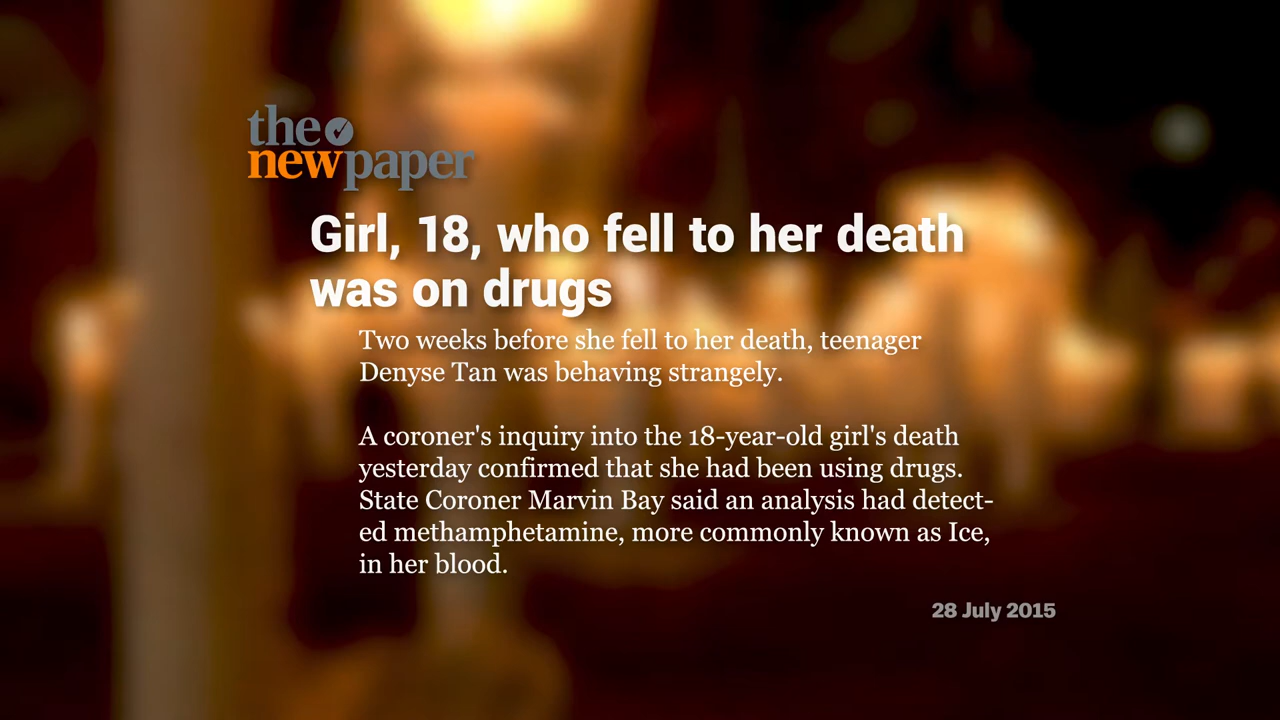 the
newpaper
Girl, 18, who fell to her death
was on drugs
Two weeks before she fell to her death, teenager
Denyse Tan was behaving strangely.
A coroner's inquiry into the 18-year-old girl's death
yesterday confirmed that she had been using drugs.
State Coroner Marvin Bay said an analysis had detect-
ed methamphetamine, more commonly known as Ice,
in her blood.
28 July 2015